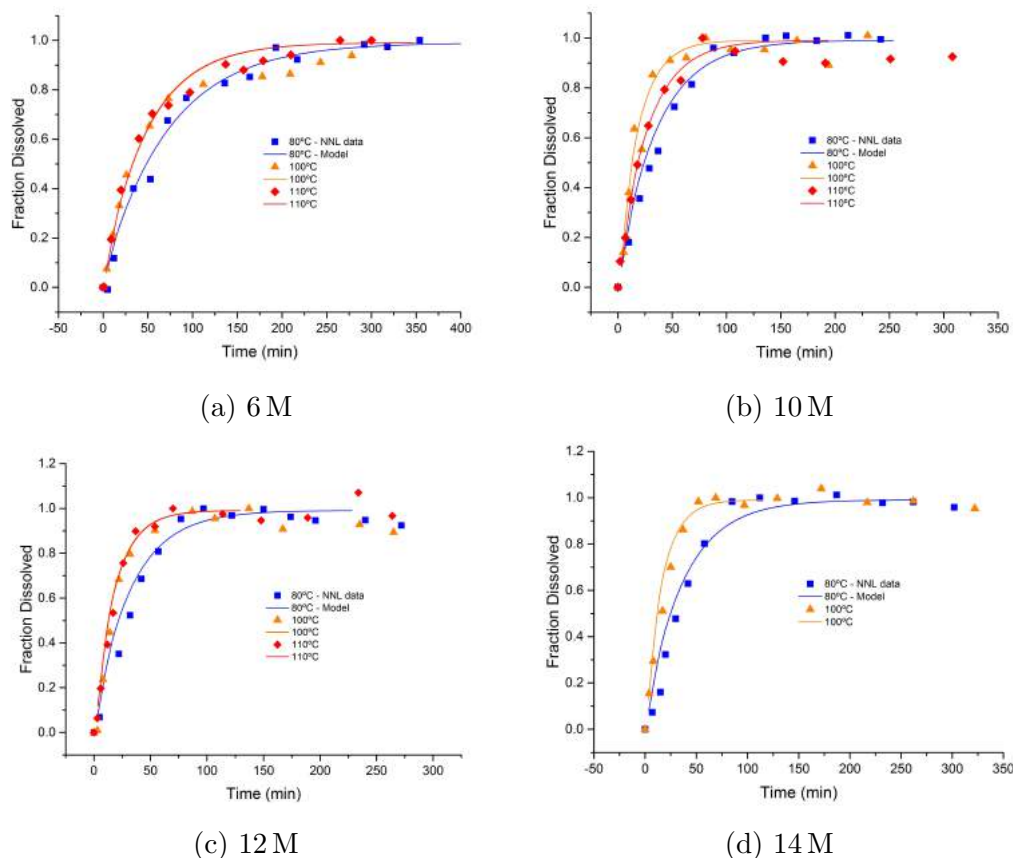 1.0
0.8
0.6
0.4
0.2
0.0
Fraction Dissolved
80ºC - NNL data
80ºC - Model
100ºC
100ºC
110ºC
110ºC
-50 0 50 100 150 200 250 300 350 400
Time (min)
(a) 6 M
1.0
0.8
0.6
0.4
0.2
0.0
Fraction Dissolved
80ºC - NNL data
80ºC - Model
100ºC
100ºC
110ºC
110ºC
0 50 100 150 200 250 300 350
Time (min)
(b) 10 M
1.2
1.0
0.8
0.6
0.4
0.2
0.0
Fraction Dissolved
80ºC - NNL data
80ºC - Model
100ºC
100ºC
110ºC
110ºC
0 50 100 150 200 250 300
Time (min)
(c) 12 M
1.2
1.0
0.8
0.6
0.4
0.2
0.0
Fraction Dissolved
80ºC - NNL data
80ºC - Model
100ºC
100ºC
-50 0 50 100 150 200 250 300 350
Time (min)
(d) 14 M